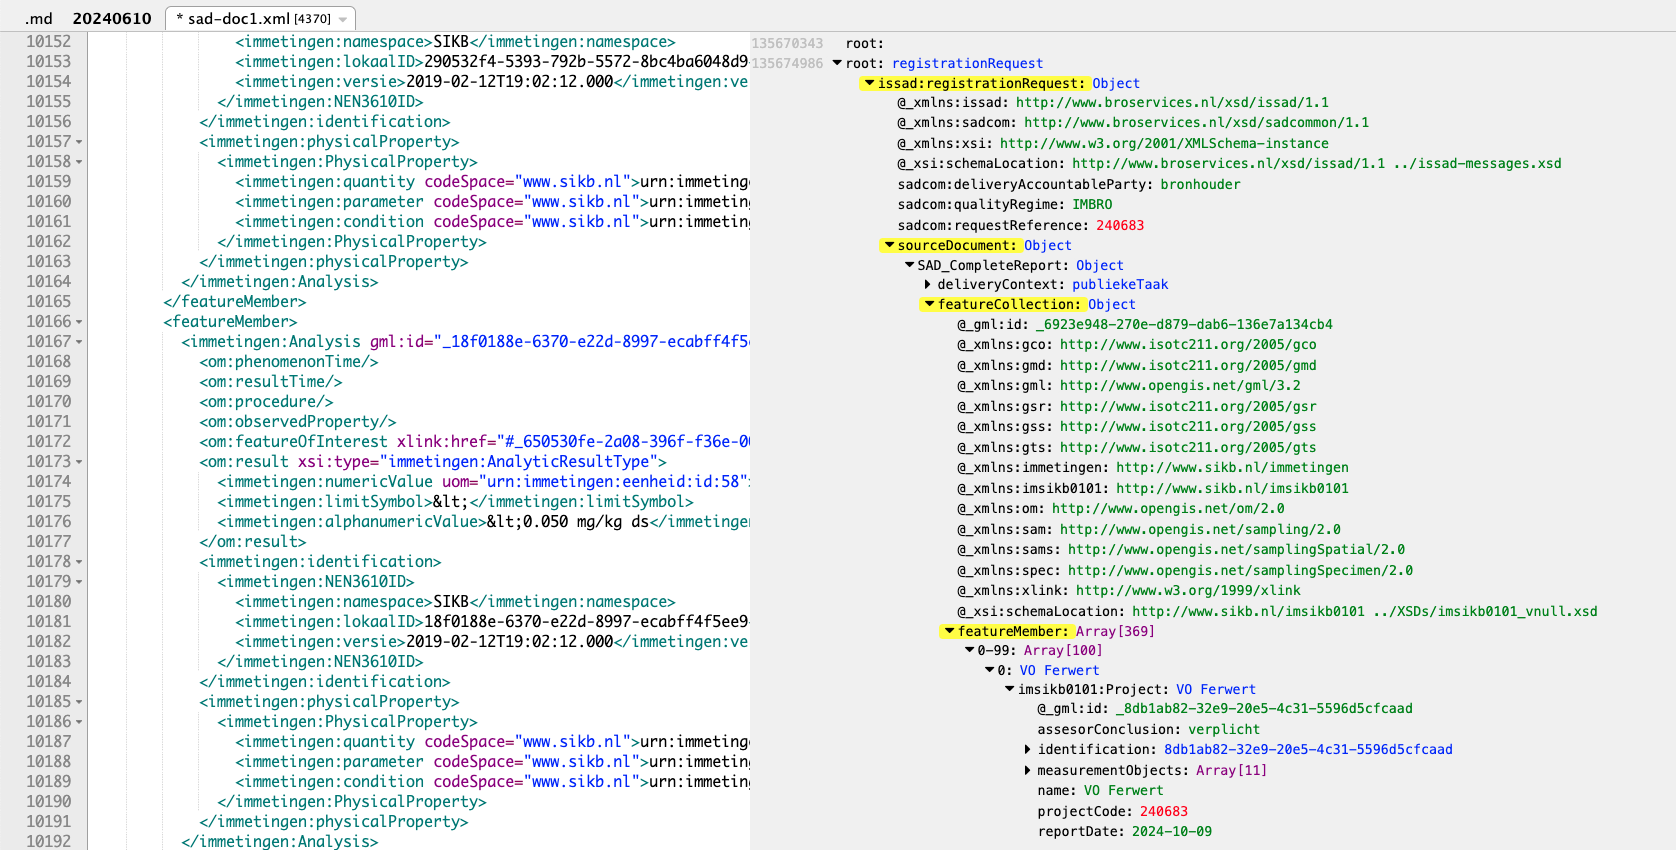 .md 20240610 * sad-doc1.xml [4370]
10152 <immetingen:namespace>SIKB</immetingen:namespace>
10153 <immetingen:lokaalID>290532f4-5393-792b-5572-8bc4ba6048d9
10154 <immetingen:versie>2019-02-12T19:02:12.000</immetingen:ve
10155 </immetingen:NEN3610ID>
10156 </immetingen:identification>
10157 <immetingen:physicalProperty>
10158 <immetingen:PhysicalProperty>
10159 <immetingen:quantity codeSpace="www.sikb.nl">urn:immetinge
10160 <immetingen:parameter codeSpace="www.sikb.nl">urn:immeting
10161 <immetingen:condition codeSpace="www.sikb.nl">urn:immeting
10162 </immetingen:PhysicalProperty>
10163 </immetingen:physicalProperty>
10164 </immetingen:Analysis>
10165 </featureMember>
10166 <featureMember>
10167 <immetingen:Analysis gml:id="_18f0188e-6370-e22d-8997-ecabff4f5
10168 <om:phenomenonTime/>
10169 <om:resultTime/>
10170 <om:procedure/>
10171 <om:observedProperty/>
10172 <om:featureOfInterest xlink:href="#_650530fe-2a08-396f-f36e-0
10173 <om:result xsi:type="immetingen:AnalyticResultType">
10174 <immetingen:numericValue uom="urn:immetingen:eenheid:id:58">
10175 <immetingen:limitSymbol>&lt;</immetingen:limitSymbol>
10176 <immetingen:alphanumericValue>&lt;0.050 mg/kg ds</immetingen
10177 </om:result>
10178 <immetingen:identification>
10179 <immetingen:NEN3610ID>
10180 <immetingen:namespace>SIKB</immetingen:namespace>
10181 <immetingen:lokaalID>18f0188e-6370-e22d-8997-ecabff4f5ee9
10182 <immetingen:versie>2019-02-12T19:02:12.000</immetingen:ve
10183 </immetingen:NEN3610ID>
10184 </immetingen:identification>
10185 <immetingen:physicalProperty>
10186 <immetingen:PhysicalProperty>
10187 <immetingen:quantity codeSpace="www.sikb.nl">urn:immetinge
10188 <immetingen:parameter codeSpace="www.sikb.nl">urn:immeting
10189 <immetingen:condition codeSpace="www.sikb.nl">urn:immeting
10190 </immetingen:PhysicalProperty>
10191 </immetingen:physicalProperty>
10192 </immetingen:Analysis>
135670343 root:
135674986 root: registrationRequest
issad:registrationRequest: Object
@_xmlns:issad: http://www.broservices.nl/xsd/issad/1.1
@_xmlns:sadcom: http://www.broservices.nl/xsd/sadcommon/1.1
@_xmlns:xsi: http://www.w3.org/2001/XMLSchema-instance
@_xsi:schemaLocation: http://www.broservices.nl/xsd/issad/1.1 ../issad-messages.xsd
sadcom:deliveryAccountableParty: bronhouder
sadcom:qualityRegime: IMBRO
sadcom:requestReference: 240683
sourceDocument: Object
SAD_CompleteReport: Object
deliveryContext: publiekeTaak
featureCollection: Object
@_gml:id: _6923e948-270e-d879-dab6-136e7a134cb4
@_xmlns:gco: http://www.isotc211.org/2005/gco
@_xmlns:gmd: http://www.isotc211.org/2005/gmd
@_xmlns:gml: http://www.opengis.net/gml/3.2
@_xmlns:gsr: http://www.isotc211.org/2005/gsr
@_xmlns:gss: http://www.isotc211.org/2005/gss
@_xmlns:gts: http://www.isotc211.org/2005/gts
@_xmlns:immetingen: http://www.sikb.nl/immetingen
@_xmlns:imsikb0101: http://www.sikb.nl/imsikb0101
@_xmlns:om: http://www.opengis.net/om/2.0
@_xmlns:sam: http://www.opengis.net/sampling/2.0
@_xmlns:sams: http://www.opengis.net/samplingSpatial/2.0
@_xmlns:spec: http://www.opengis.net/samplingSpecimen/2.0
@_xmlns:xlink: http://www.w3.org/1999/xlink
@_xsi:schemaLocation: http://www.sikb.nl/imsikb0101 ../XSDs/imsikb0101_vnull.xsd
featureMember: Array[369]
0-99: Array[100]
0: VO Ferwert
imsikb0101:Project: VO Ferwert
@_gml:id: _8db1ab82-32e9-20e5-4c31-5596d5cfcaad
assesorConclusion: verplicht
identification: 8db1ab82-32e9-20e5-4c31-5596d5cfcaad
measurementObjects: Array[11]
name: VO Ferwert
projectCode: 240683
reportDate: 2024-10-09